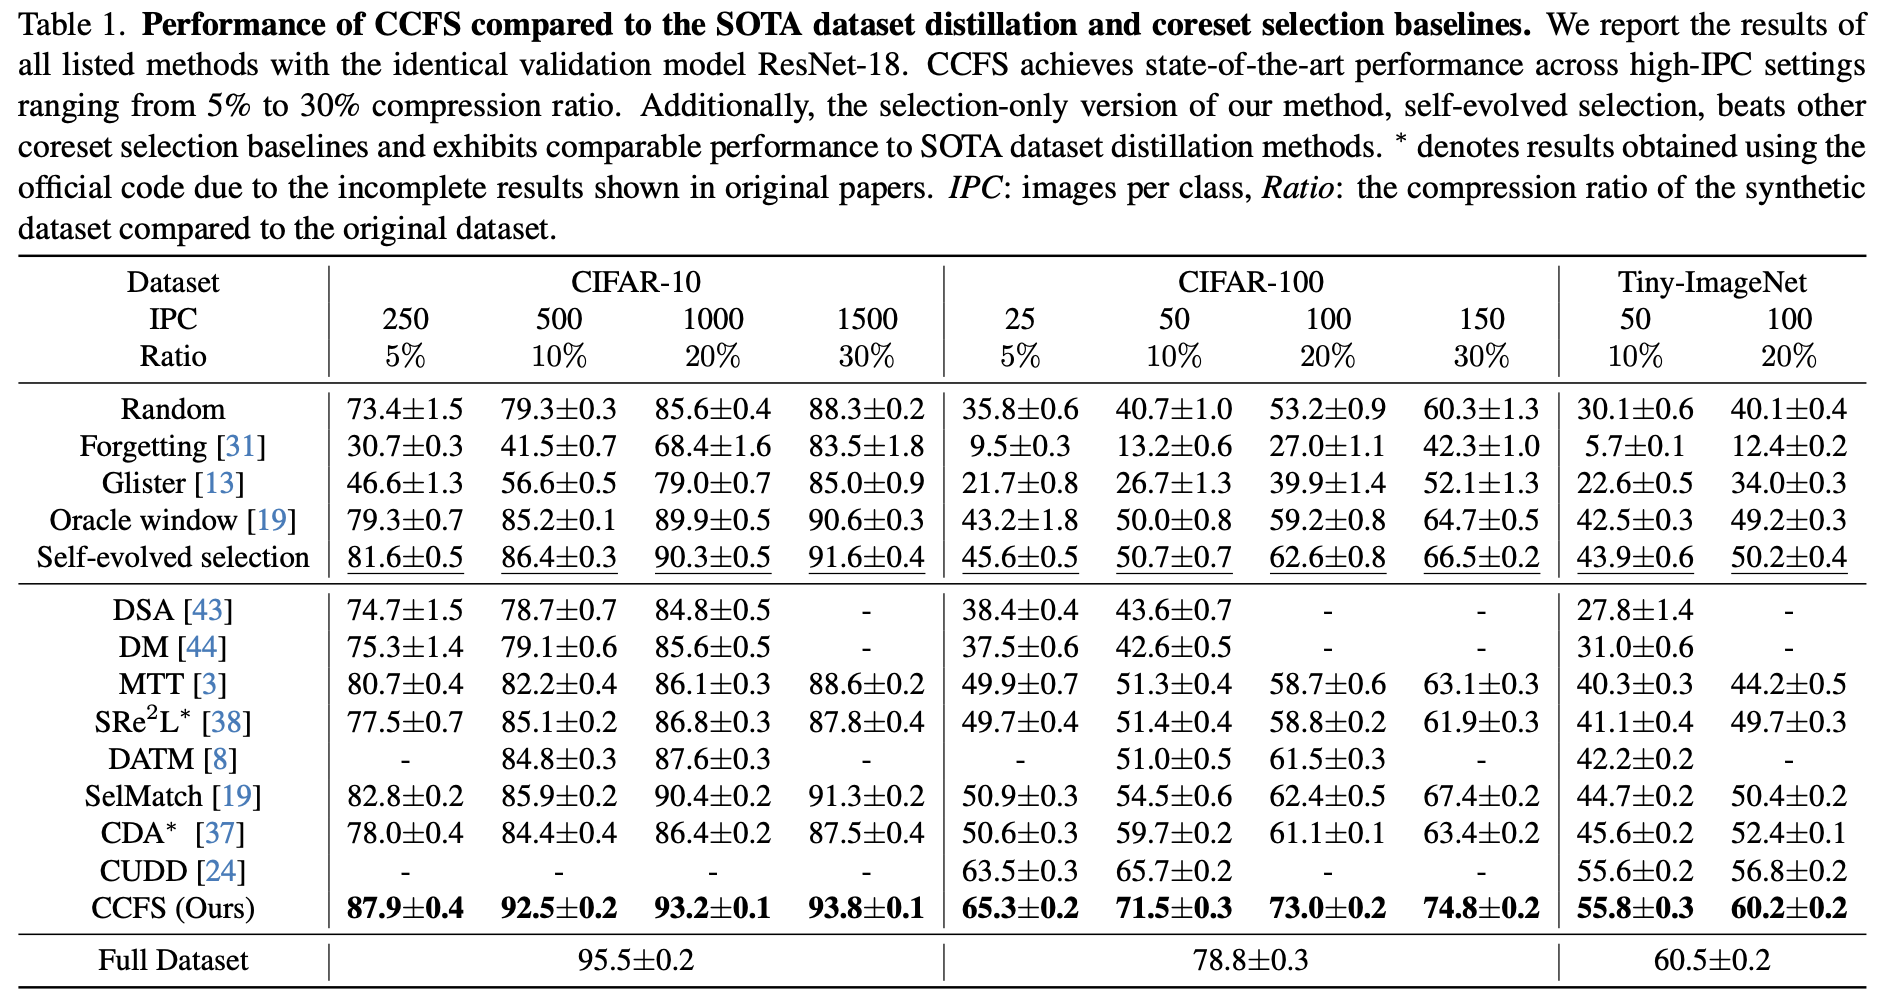 Table 1. Performance of CCFS compared to the SOTA dataset distillation and coreset selection baselines. We report the results of
all listed methods with the identical validation model ResNet-18. CCFS achieves state-of-the-art performance across high-IPC settings
ranging from 5% to 30% compression ratio. Additionally, the selection-only version of our method, self-evolved selection, beats other
coreset selection baselines and exhibits comparable performance to SOTA dataset distillation methods. * denotes results obtained using the
official code due to the incomplete results shown in original papers. IPC: images per class, Ratio: the compression ratio of the synthetic
dataset compared to the original dataset.
Dataset CIFAR-10 CIFAR-100 Tiny-ImageNet
IPC 250 500 1000 1500 25 50 100 150 50 100
Ratio 5% 10% 20% 30% 5% 10% 20% 30% 10% 20%
Random 73.4±1.5 79.3±0.3 85.6±0.4 88.3±0.2 35.8±0.6 40.7±1.0 53.2±0.9 60.3±1.3 30.1±0.6 40.1±0.4
Forgetting [31] 30.7±0.3 41.5±0.7 68.4±1.6 83.5±1.8 9.5±0.3 13.2±0.6 27.0±1.1 42.3±1.0 5.7±0.1 12.4±0.2
Glister [13] 46.6±1.3 56.6±0.5 79.0±0.7 85.0±0.9 21.7±0.8 26.7±1.3 39.9±1.4 52.1±1.3 22.6±0.5 34.0±0.3
Oracle window [19] 79.3±0.7 85.2±0.1 89.9±0.5 90.6±0.3 43.2±1.8 50.0±0.8 59.2±0.8 64.7±0.5 42.5±0.3 49.2±0.3
Self-evolved selection 81.6±0.5 86.4±0.3 90.3±0.5 91.6±0.4 45.6±0.5 50.7±0.7 62.6±0.8 66.5±0.2 43.9±0.6 50.2±0.4
DSA [43] 74.7±1.5 78.7±0.7 84.8±0.5 - 38.4±0.4 43.6±0.7 - - 27.8±1.4 -
DM [44] 75.3±1.4 79.1±0.6 85.6±0.5 - 37.5±0.6 42.6±0.5 - - 31.0±0.6 -
MTT [3] 80.7±0.4 82.2±0.4 86.1±0.3 88.6±0.2 49.9±0.7 51.3±0.4 58.7±0.6 63.1±0.3 40.3±0.3 44.2±0.5
SRe²L* [38] 77.5±0.7 85.1±0.2 86.8±0.3 87.8±0.4 49.7±0.4 51.4±0.4 58.8±0.2 61.9±0.3 41.1±0.4 49.7±0.3
DATM [8] - 84.8±0.3 87.6±0.3 - - 51.0±0.5 61.5±0.3 - 42.2±0.2 -
SelMatch [19] 82.8±0.2 85.9±0.2 90.4±0.2 91.3±0.2 50.9±0.3 54.5±0.6 62.4±0.5 67.4±0.2 44.7±0.2 50.4±0.2
CDA* [37] 78.0±0.4 84.4±0.4 86.4±0.2 87.5±0.4 50.6±0.3 59.7±0.2 61.1±0.1 63.4±0.2 45.6±0.2 52.4±0.1
CUDD [24] - - - - 63.5±0.3 65.7±0.2 - - 55.6±0.2 56.8±0.2
CCFS (Ours) 87.9±0.4 92.5±0.2 93.2±0.1 93.8±0.1 65.3±0.2 71.5±0.3 73.0±0.2 74.8±0.2 55.8±0.3 60.2±0.2
Full Dataset 95.5±0.2 78.8±0.3 60.5±0.2